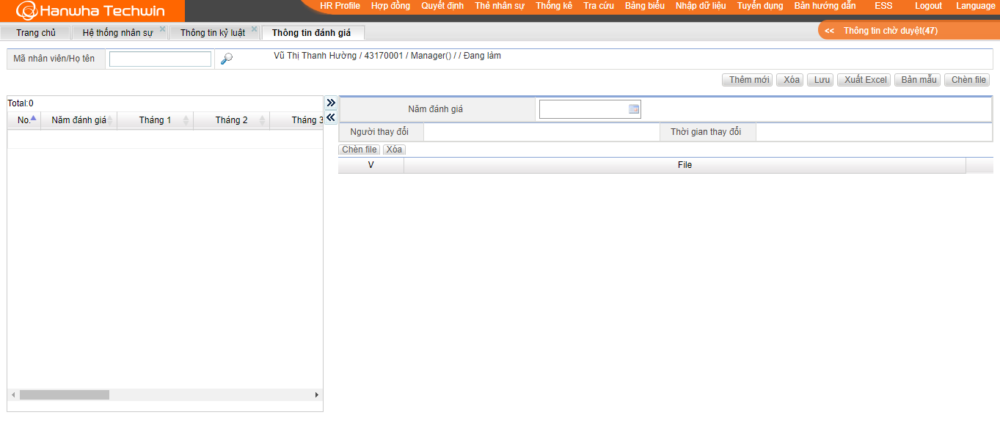 Hanwha Techwin
HR Profile Hợp đồng Quyết định Thẻ nhân sự Thống kê Tra cứu Bảng biểu Nhập dữ liệu Tuyển dụng Bản hướng dẫn ESS Logout Language
Trang chủ Hệ thống nhân sự Thông tin kỷ luật Thông tin đánh giá
<< Thông tin chờ duyệt(47)
Mã nhân viên/Họ tên Vũ Thị Thanh Hường / 43170001 / Manager() / / Đang làm
Thêm mới Xóa Lưu Xuất Excel Bản mẫu Chèn file
Total:0
No. Năm đánh giá Tháng 1 Tháng 2 Tháng 3
Năm đánh giá
Người thay đổi Thời gian thay đổi
Chèn file Xóa
V File